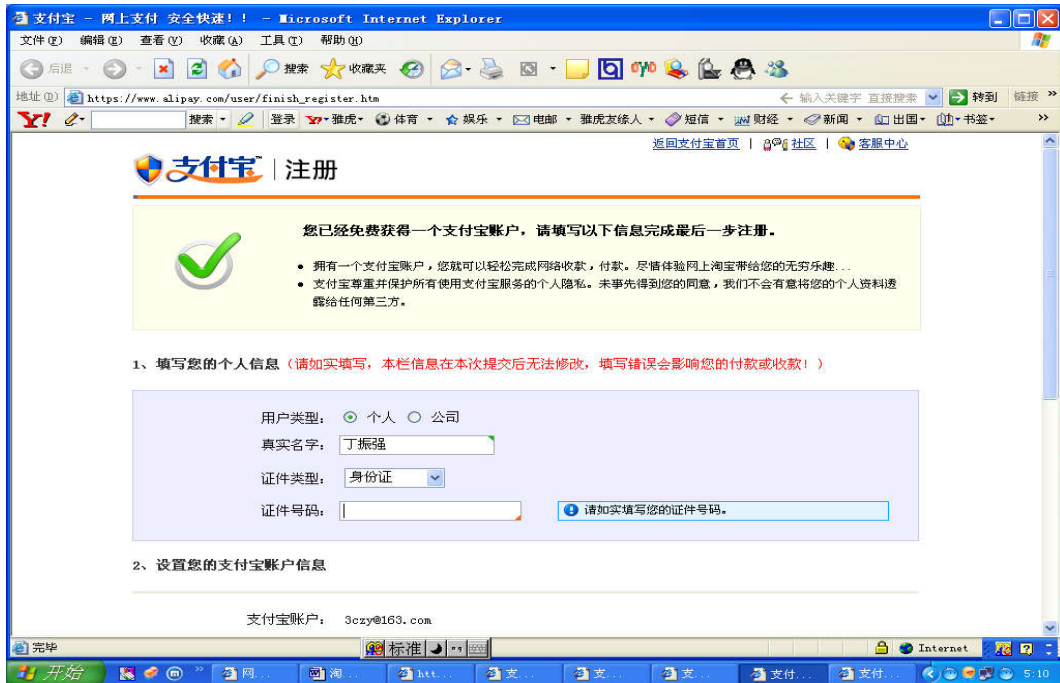 支付宝 - 网上支付 安全快速!! - Microsoft Internet Explorer
文件(F) 编辑(E) 查看(V) 收藏(A) 工具(T) 帮助(H)
后退 搜索 收藏夹
地址(D) https://www.alipay.com/user/finish_register.htm 输入关键字 直接搜索 转到 链接 »
Y! 搜索 登录 雅虎 体育 娱乐 电邮 雅虎友缘人 短信 财经 新闻 出国 书签 »
返回支付宝首页 | 社区 | 客服中心
支付宝 | 注册
您已经免费获得一个支付宝账户，请填写以下信息完成最后一步注册。
• 拥有一个支付宝账户，您就可以轻松完成网络收款，付款。尽情体验网上淘宝带给您的无穷乐趣...
• 支付宝尊重并保护所有使用支付宝服务的个人隐私。未事先得到您的同意，我们不会有意将您的个人资料透
露给任何第三方。
1、填写您的个人信息（请如实填写，本栏信息在本次提交后无法修改，填写错误会影响您的付款或收款！）
用户类型： 个人 公司
真实名字： 丁振强
证件类型： 身份证
证件号码： 请如实填写您的证件号码。
2、设置您的支付宝账户信息
支付宝账户： 3czy@163.com
完毕 标准 Internet
开始 » 网... 淘... htt... 支... 支... 支... 支付... 支付... 5:10